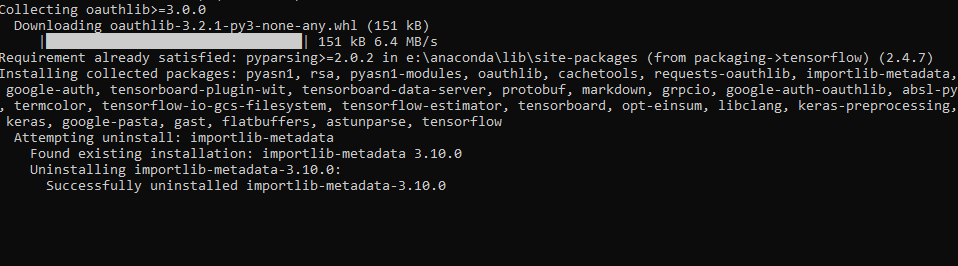 Collecting oauthlib>=3.0.0
Downloading oauthlib-3.2.1-py3-none-any.whl (151 kB)
|████████████████████████████████| 151 kB 6.4 MB/s
Requirement already satisfied: pyparsing>=2.0.2 in e:\anaconda\lib\site-packages (from packaging->tensorflow) (2.4.7)
Installing collected packages: pyasn1, rsa, pyasn1-modules, oauthlib, cachetools, requests-oauthlib, importlib-metadata,
google-auth, tensorboard-plugin-wit, tensorboard-data-server, protobuf, markdown, grpcio, google-auth-oauthlib, absl-py
, termcolor, tensorflow-io-gcs-filesystem, tensorflow-estimator, tensorboard, opt-einsum, libclang, keras-preprocessing,
keras, google-pasta, gast, flatbuffers, astunparse, tensorflow
Attempting uninstall: importlib-metadata
Found existing installation: importlib-metadata 3.10.0
Uninstalling importlib-metadata-3.10.0:
Successfully uninstalled importlib-metadata-3.10.0